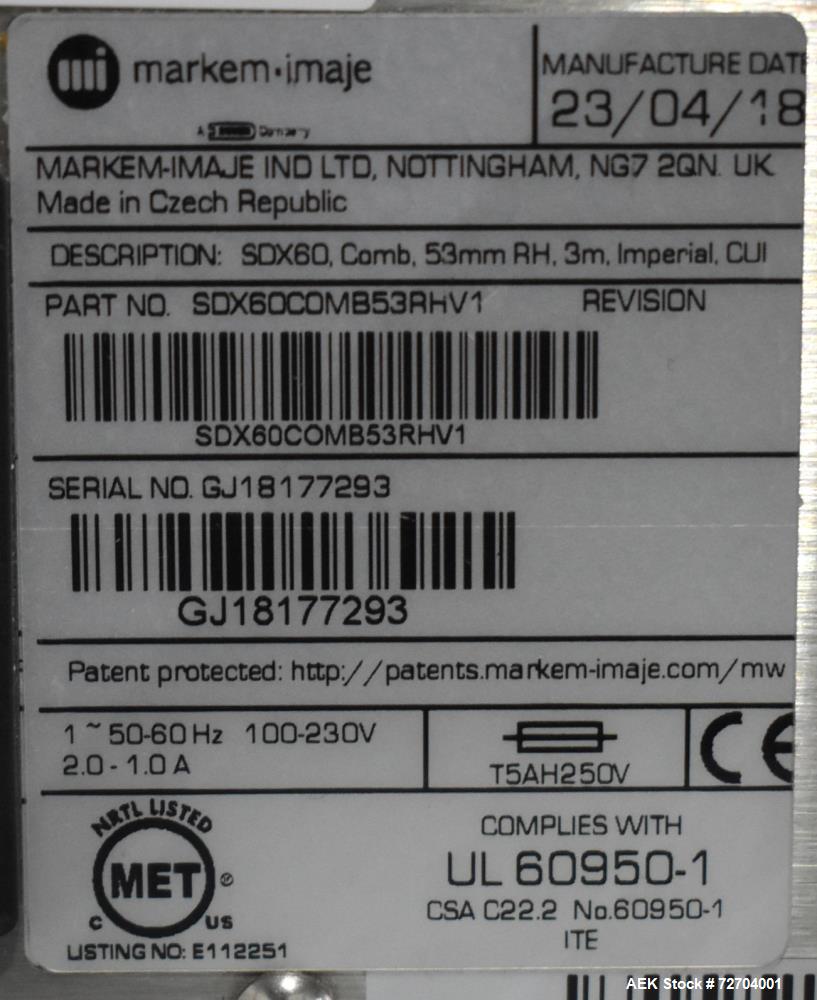 markem·imaje
MANUFACTURE DAT
23/04/18
A Company
MARKEM-IMAJE IND LTD, NOTTINGHAM, NG7 2QN. UK
Made in Czech Republic
DESCRIPTION: SDX60, Comb, 53mm RH, 3m, Imperial, CUI
PART NO. SDX60COMB53RHV1 REVISION
SDX60COMB53RHV1
SERIAL NO. GJ18177293
GJ18177293
Patent protected: http://patents.markem-imaje.com/mw
1 ~ 50-60 Hz 100-230V
2.0 - 1.0 A
T5AH250V
CE
NRTL LISTED
MET ®
C US
LISTING NO: E112251
COMPLIES WITH
UL 60950-1
CSA C22.2 No.60950-1
ITE
AEK Stock # 72704001